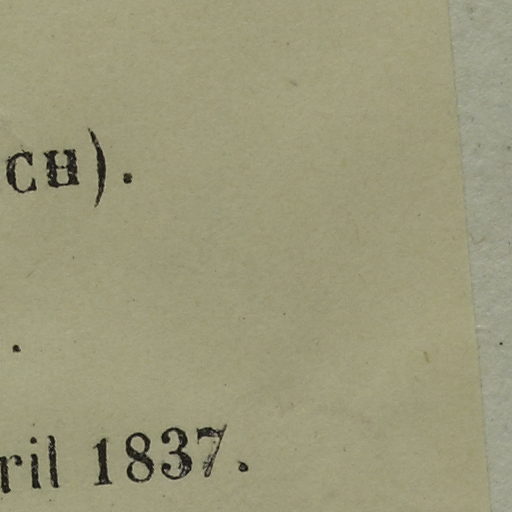 CH).
.
ril 1837.